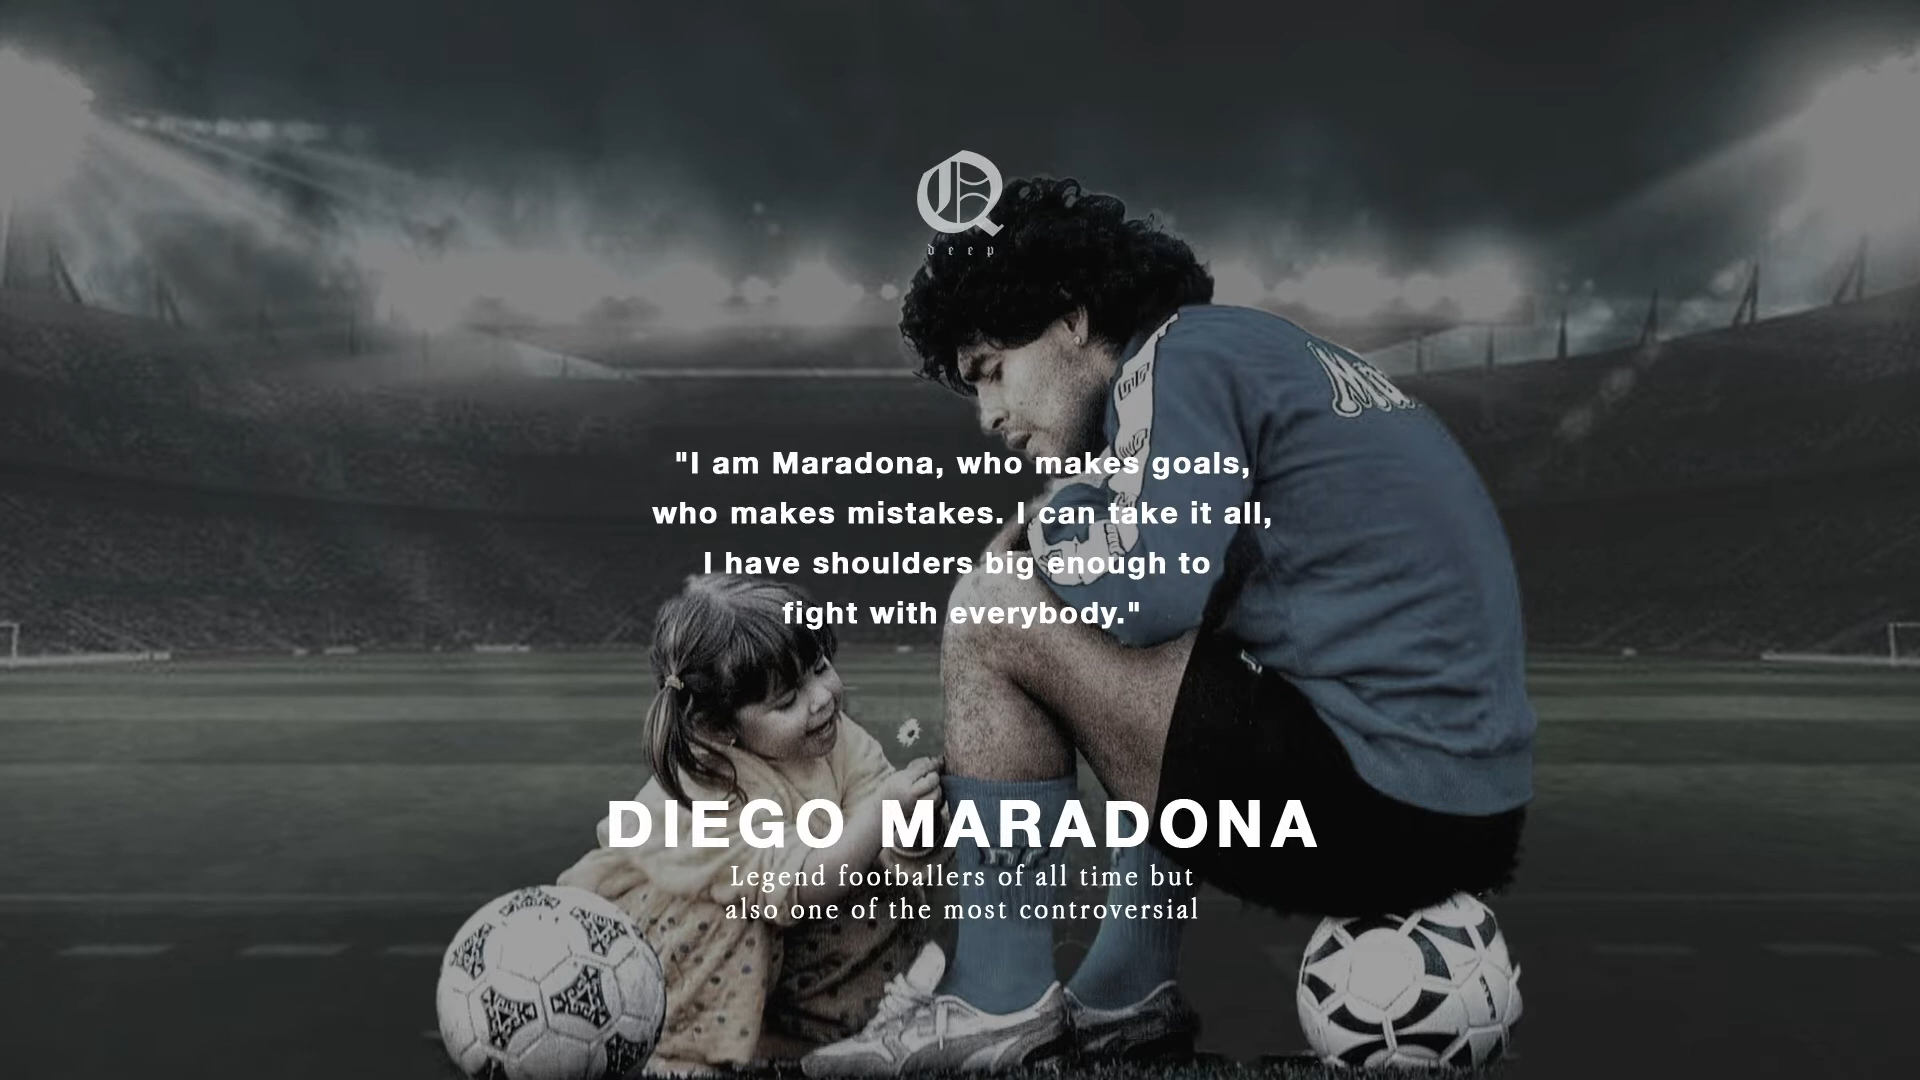 Q
deep
"I am Maradona, who makes goals,
who makes mistakes. I can take it all,
I have shoulders big enough to
fight with everybody."
DIEGO MARADONA
Legend footballers of all time but
also one of the most controversial